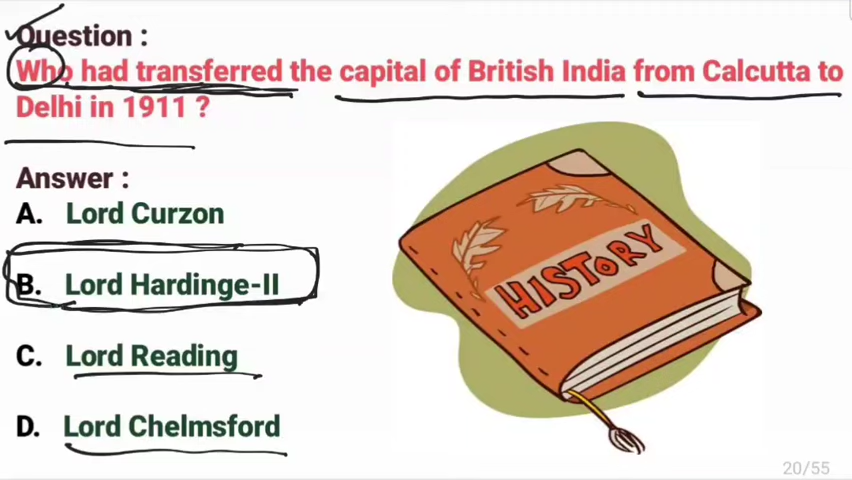 Question :
Who had transferred the capital of British India from Calcutta to
Delhi in 1911 ?
Answer :
A. Lord Curzon
B. Lord Hardinge-II
C. Lord Reading
D. Lord Chelmsford
HISTORY
20/55